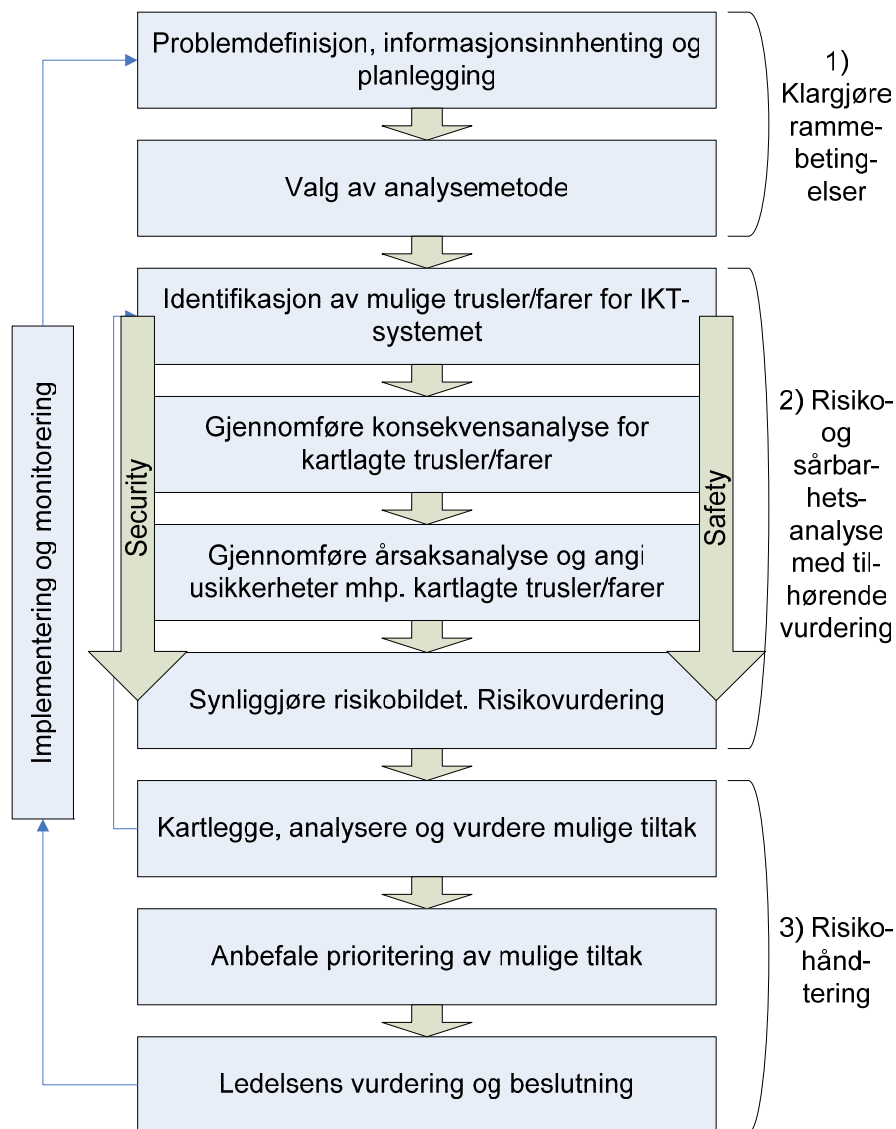 Problemdefinisjon, informasjonsinnhenting og
planlegging
1)
Klargjøre
ramme-
beting-
elser
Valg av analysemetode
Identifikasjon av mulige trusler/farer for IKT-
systemet
Gjennomføre konsekvensanalyse for
kartlagte trusler/farer
Gjennomføre årsaksanalyse og angi
usikkerheter mhp. kartlagte trusler/farer
Synliggjøre risikobildet. Risikovurdering
Security
Safety
2) Risiko-
og
sårbar-
hets-
analyse
med til-
hørende
vurdering
Implementering og monitorering
Kartlegge, analysere og vurdere mulige tiltak
Anbefale prioritering av mulige tiltak
Ledelsens vurdering og beslutning
3) Risiko-
hånd-
tering